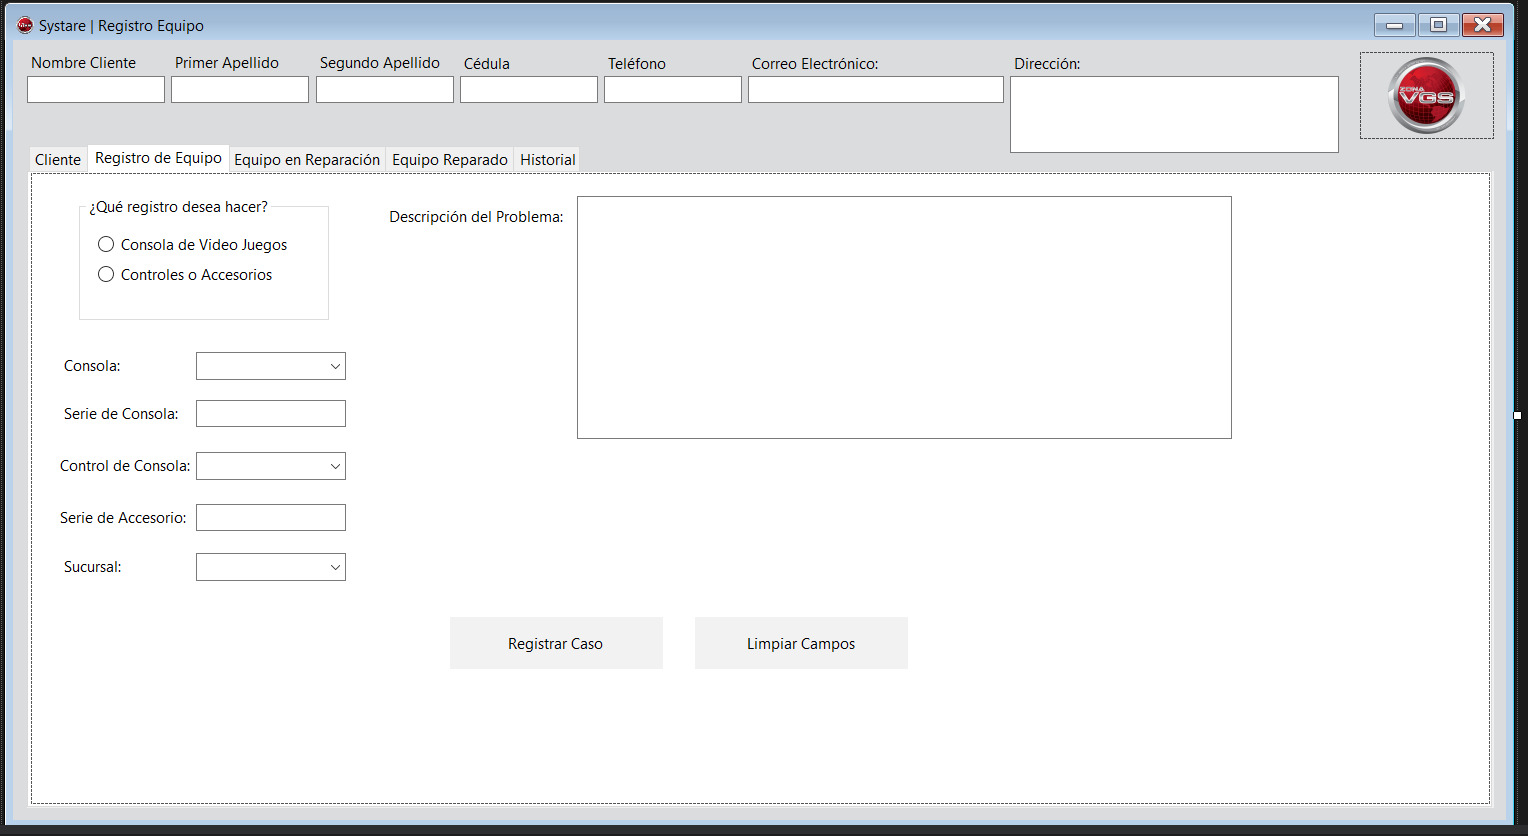 Systare | Registro Equipo
Nombre Cliente
Primer Apellido
Segundo Apellido
Cédula
Teléfono
Correo Electrónico:
Dirección:
ZONA
VGS
Cliente
Registro de Equipo
Equipo en Reparación
Equipo Reparado
Historial
¿Qué registro desea hacer?
Consola de Video Juegos
Controles o Accesorios
Descripción del Problema:
Consola:
Serie de Consola:
Control de Consola:
Serie de Accesorio:
Sucursal:
Registrar Caso
Limpiar Campos